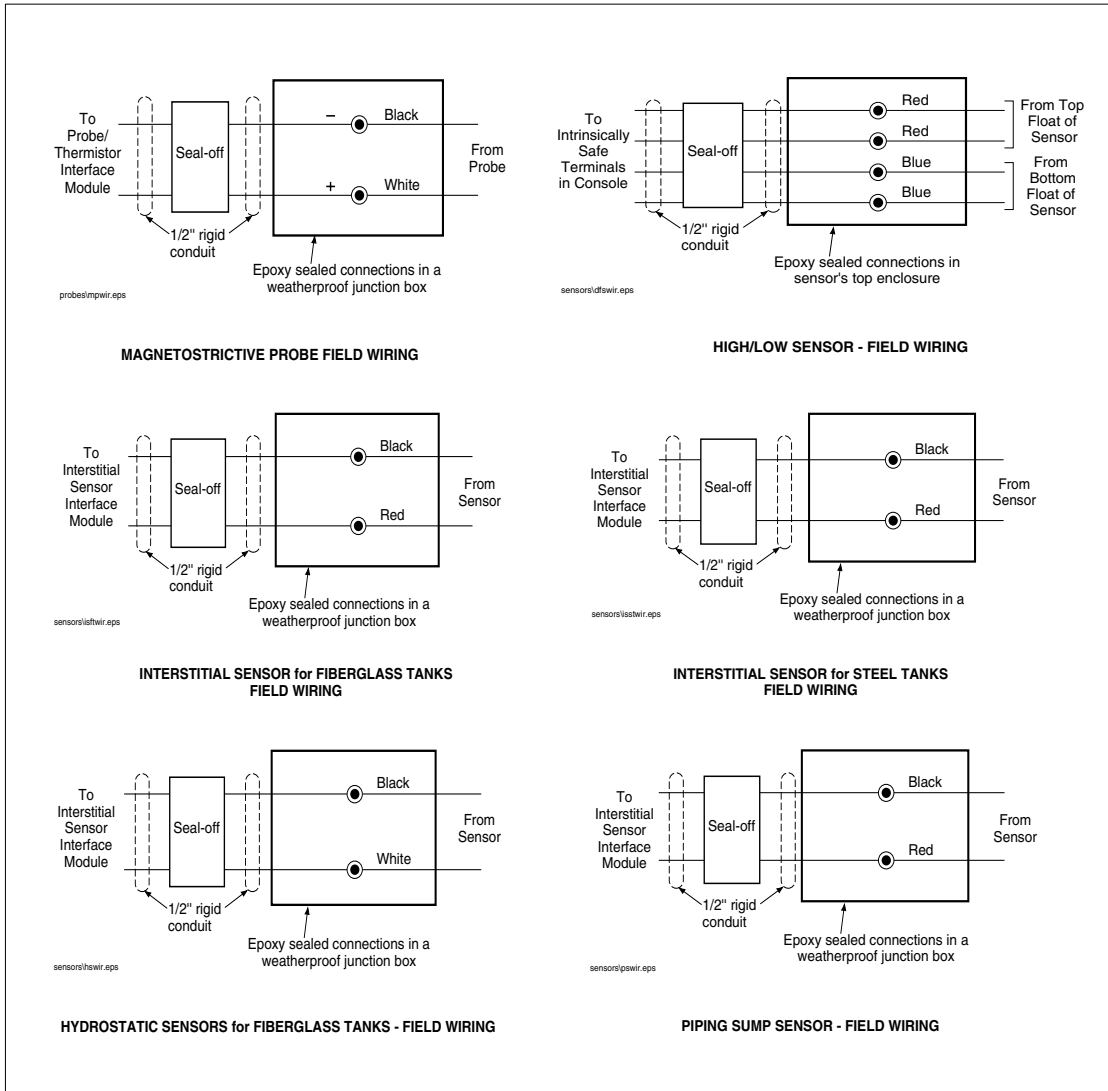 To
Probe/
Thermistor
Interface
Module
Seal-off
–
Black
+
White
From
Probe
1/2" rigid
conduit
Epoxy sealed connections in a
weatherproof junction box
probes\mpwir.eps
MAGNETOSTRICTIVE PROBE FIELD WIRING
To
Intrinsically
Safe
Terminals
in Console
Seal-off
Red
Red
Blue
Blue
From Top
Float of
Sensor
From
Bottom
Float of
Sensor
1/2" rigid
conduit
Epoxy sealed connections in
sensor's top enclosure
sensors\dfswir.eps
HIGH/LOW SENSOR - FIELD WIRING
To
Interstitial
Sensor
Interface
Module
Seal-off
Black
Red
From
Sensor
1/2" rigid
conduit
Epoxy sealed connections in a
weatherproof junction box
sensors\isftwir.eps
INTERSTITIAL SENSOR for FIBERGLASS TANKS
FIELD WIRING
To
Interstitial
Sensor
Interface
Module
Seal-off
Black
Red
From
Sensor
1/2" rigid
conduit
Epoxy sealed connections in a
weatherproof junction box
sensors\isstwir.eps
INTERSTITIAL SENSOR for STEEL TANKS
FIELD WIRING
To
Interstitial
Sensor
Interface
Module
Seal-off
Black
White
From
Sensor
1/2" rigid
conduit
Epoxy sealed connections in a
weatherproof junction box
sensors\hswir.eps
HYDROSTATIC SENSORS for FIBERGLASS TANKS - FIELD WIRING
To
Interstitial
Sensor
Interface
Module
Seal-off
Black
Red
From
Sensor
1/2" rigid
conduit
Epoxy sealed connections in a
weatherproof junction box
sensors\pswir.eps
PIPING SUMP SENSOR - FIELD WIRING